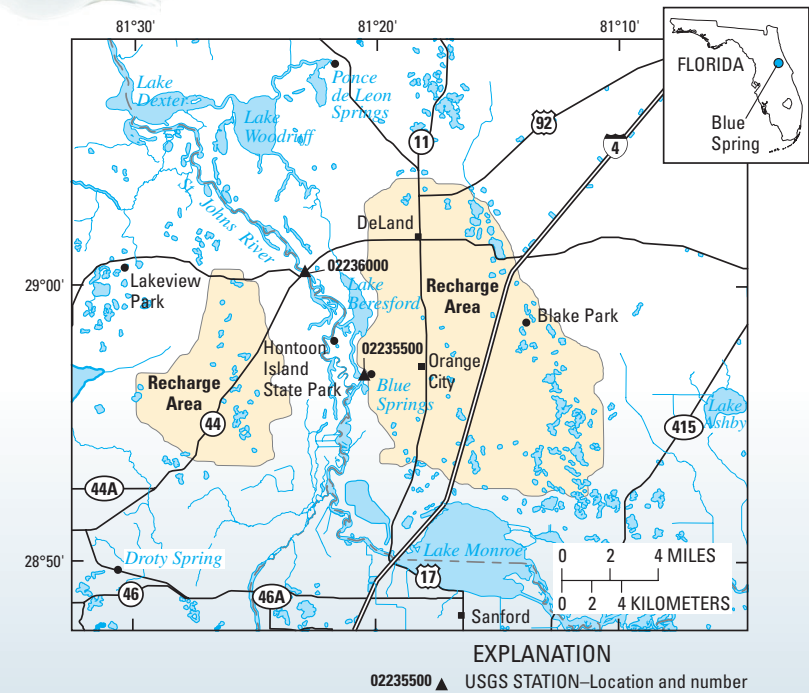 81°30'
81°20'
81°10'
FLORIDA
Blue
Spring
Lake
Dexter
Ponce
de Leon
Springs
Lake
Woodruff
11
92
4
St. Johns River
DeLand
02236000
29°00'
Lakeview
Park
Lake
Beresford
Recharge
Area
Blake Park
Hontoon
Island
State Park
02235500
Orange
City
Blue
Springs
Recharge
Area
44
Lake
Ashby
415
44A
28°50'
Droty Spring
Lake Monroe
0 2 4 MILES
0 2 4 KILOMETERS
17
46
46A
Sanford
EXPLANATION
02235500 USGS STATION–Location and number